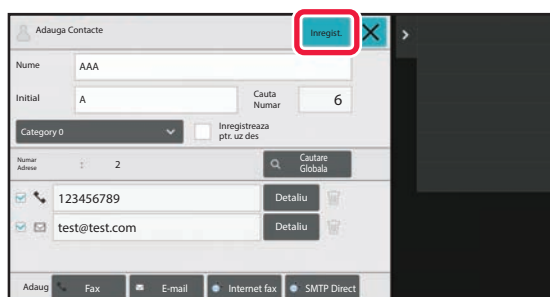 Adauga Contacte
Inregist.
Nume
AAA
Initial
A
Cauta
Numar
6
Category 0
Inregistreaza
ptr. uz des
Numar
Adrese
:
2
Cautare
Globala
123456789
Detaliu
test@test.com
Detaliu
Adaug
Fax
E-mail
Internet fax
SMTP Direct